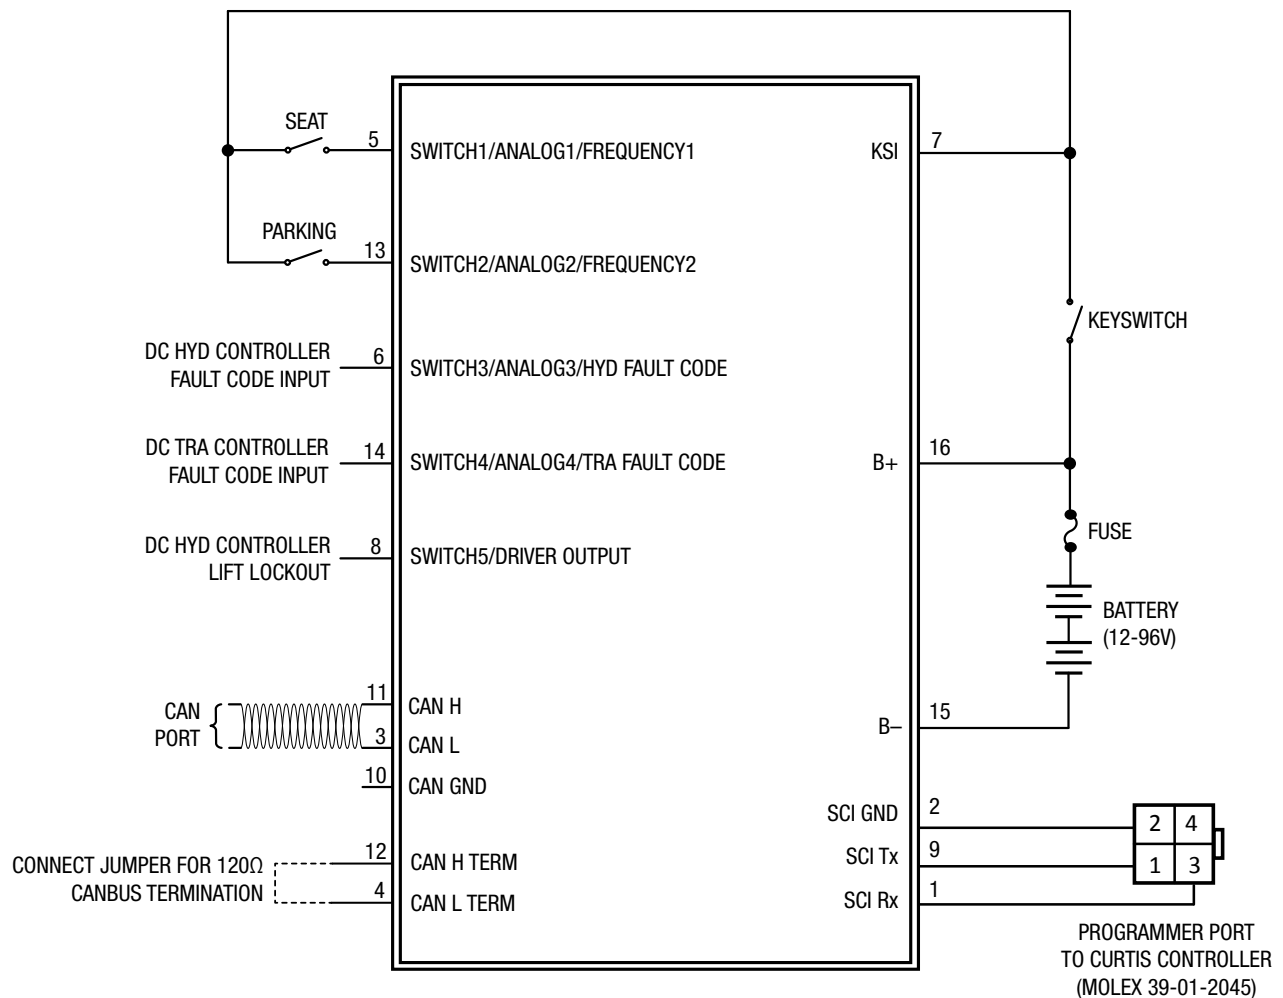 SEAT
5
SWITCH1/ANALOG1/FREQUENCY1
KSI
7
PARKING
13
SWITCH2/ANALOG2/FREQUENCY2
KEYSWITCH
DC HYD CONTROLLER
FAULT CODE INPUT
6
SWITCH3/ANALOG3/HYD FAULT CODE
DC TRA CONTROLLER
FAULT CODE INPUT
14
SWITCH4/ANALOG4/TRA FAULT CODE
B+
16
FUSE
DC HYD CONTROLLER
LIFT LOCKOUT
8
SWITCH5/DRIVER OUTPUT
BATTERY
(12-96V)
CAN
PORT
11
CAN H
3
CAN L
10
CAN GND
B–
15
SCI GND
2
SCI Tx
9
SCI Rx
1
2 4
1 3
CONNECT JUMPER FOR 120Ω
CANBUS TERMINATION
12
CAN H TERM
4
CAN L TERM
PROGRAMMER PORT
TO CURTIS CONTROLLER
(MOLEX 39-01-2045)